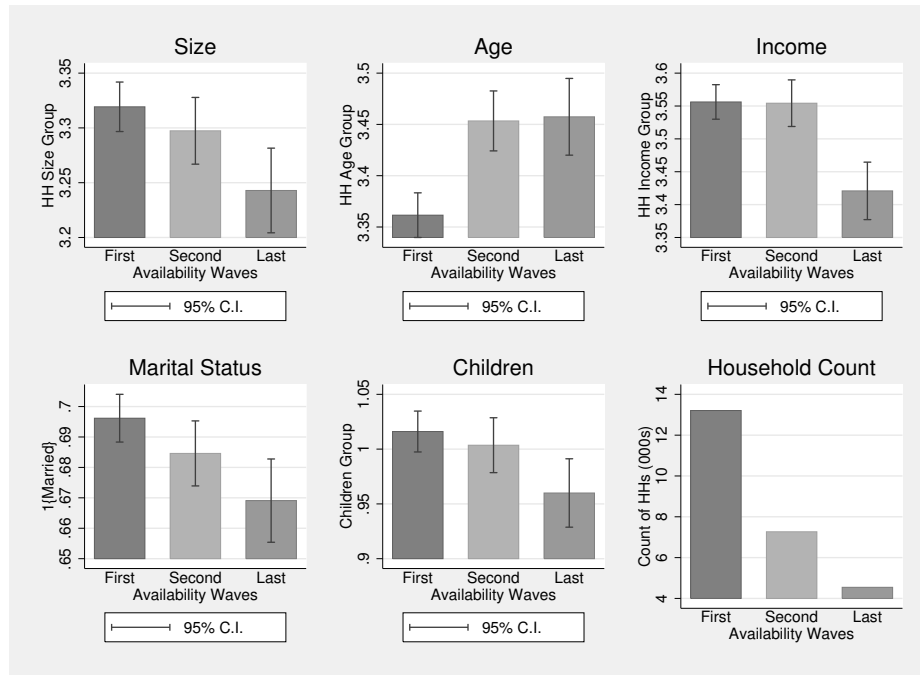 Size
HH Size Group
3.2 3.25 3.3 3.35
First Second Last
Availability Waves
95% C.I.
Age
HH Age Group
3.35 3.4 3.45 3.5
First Second Last
Availability Waves
95% C.I.
Income
HH Income Group
3.35 3.4 3.45 3.5 3.55 3.6
First Second Last
Availability Waves
95% C.I.
Marital Status
1{Married}
.65 .66 .67 .68 .69 .7
First Second Last
Availability Waves
95% C.I.
Children
Children Group
.9 .95 1 1.05
First Second Last
Availability Waves
95% C.I.
Household Count
Count of HHs (000s)
4 6 8 10 12 14
First Second Last
Availability Waves